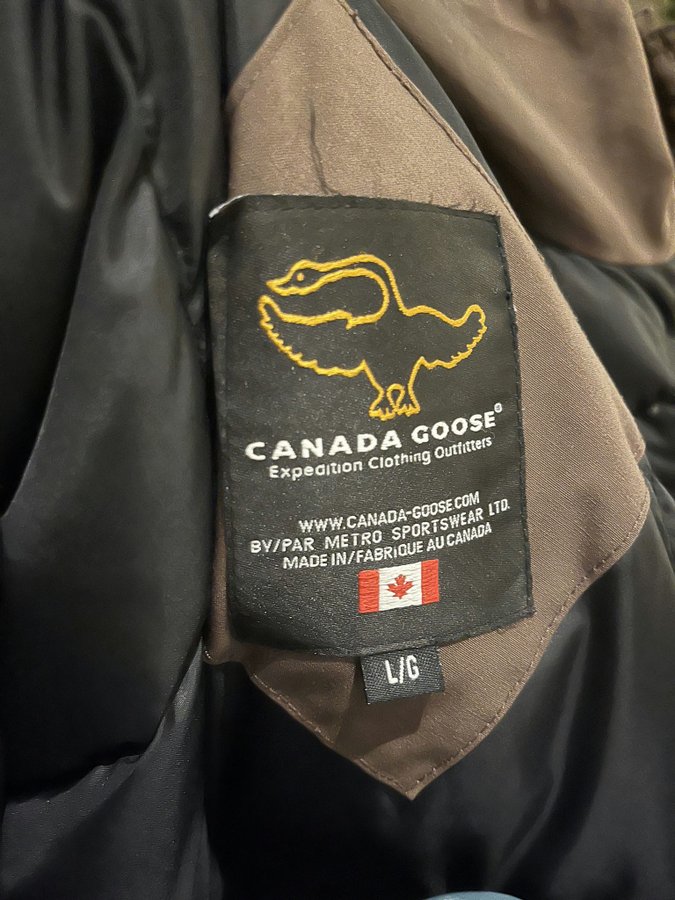 CANADA GOOSE®
Expedition Clothing Outfitters
WWW.CANADA-GOOSE.COM
BY/PAR METRO SPORTSWEAR LTD.
MADE IN/FABRIQUE AU CANADA
L/G